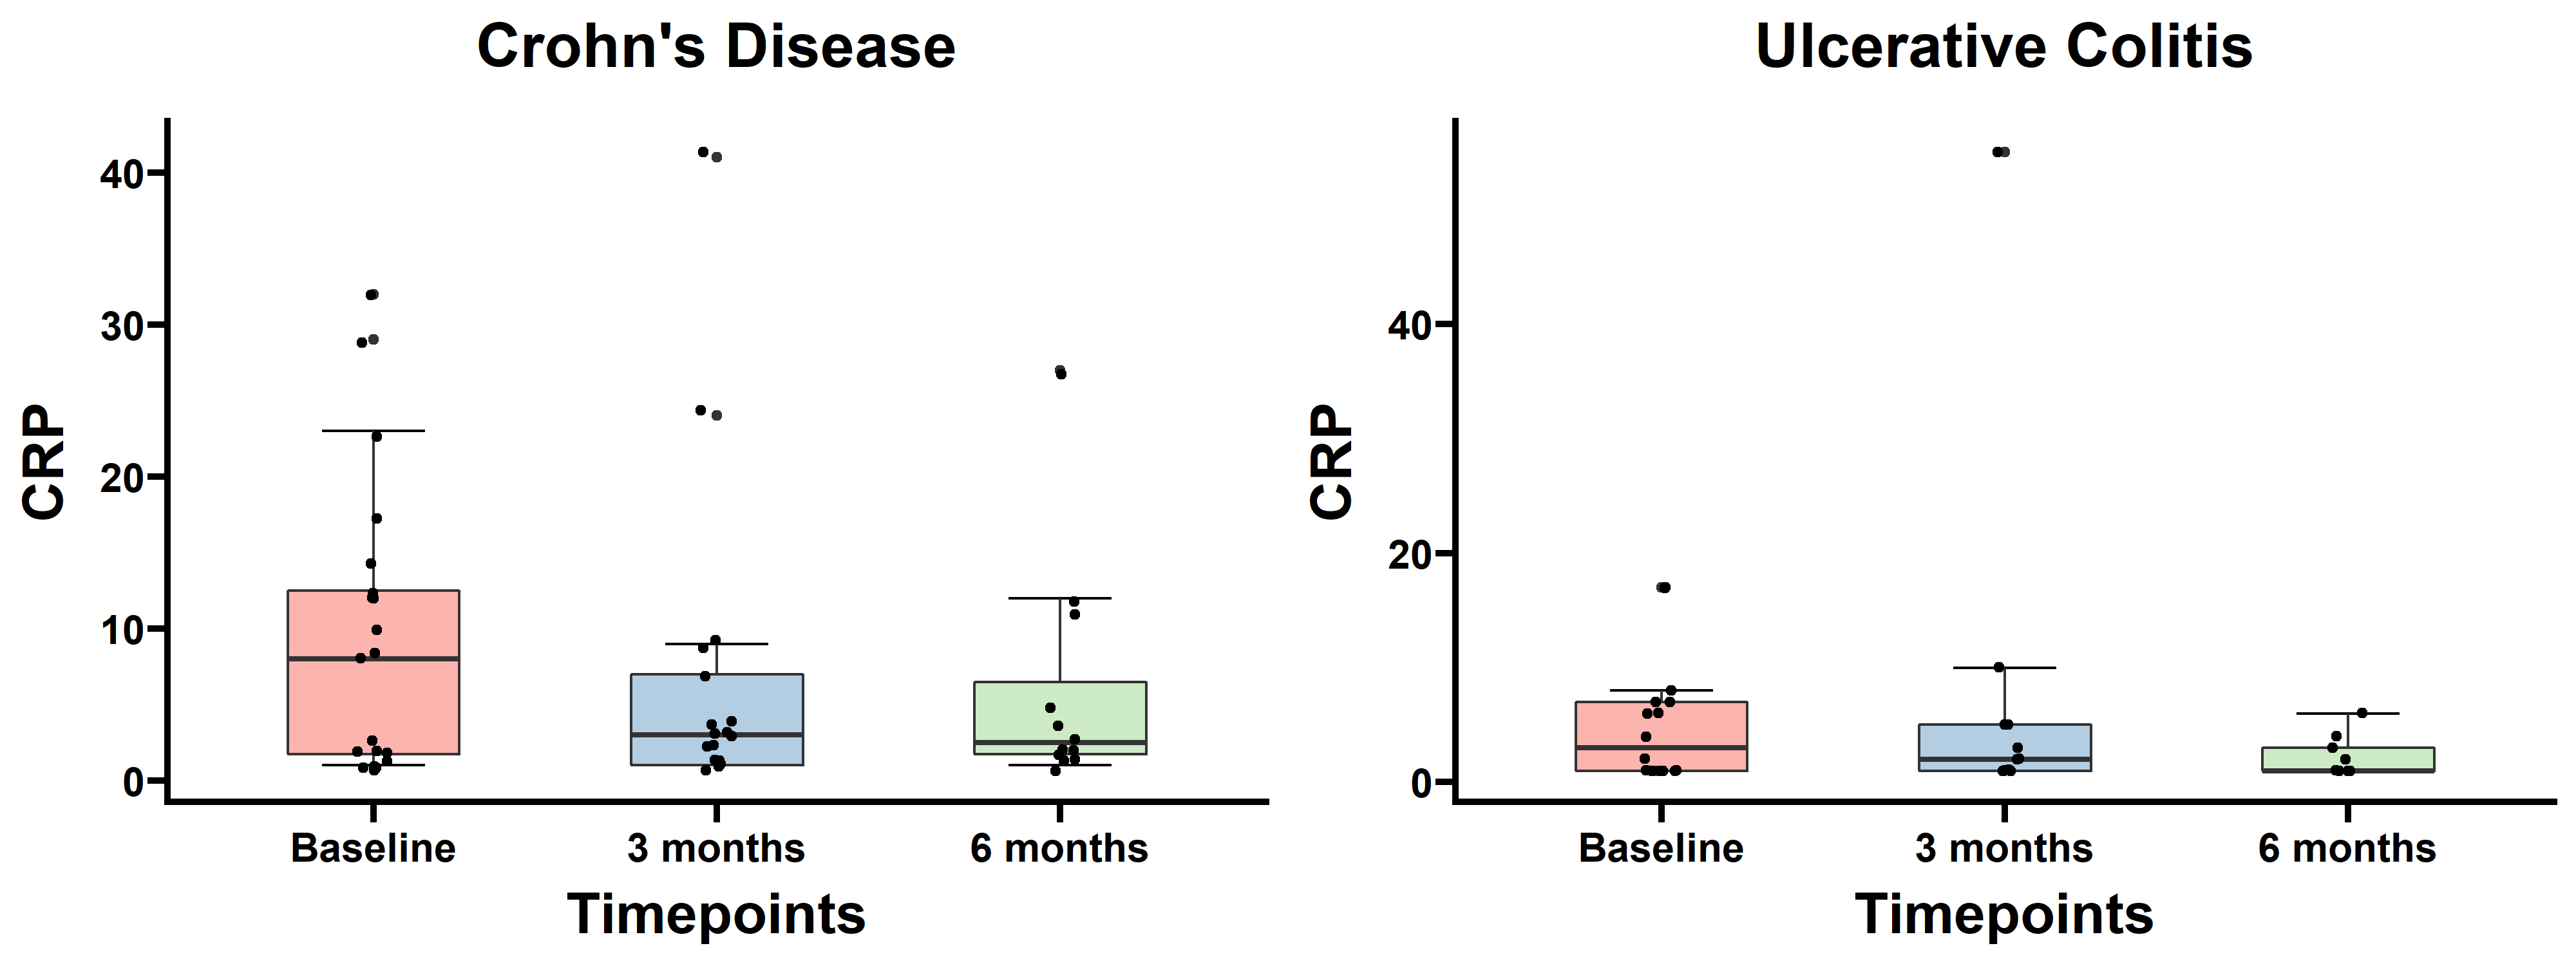 Crohn's Disease
CRP
40
30
20
10
0
Baseline 3 months 6 months
Timepoints
Ulcerative Colitis
CRP
40
20
0
Baseline 3 months 6 months
Timepoints